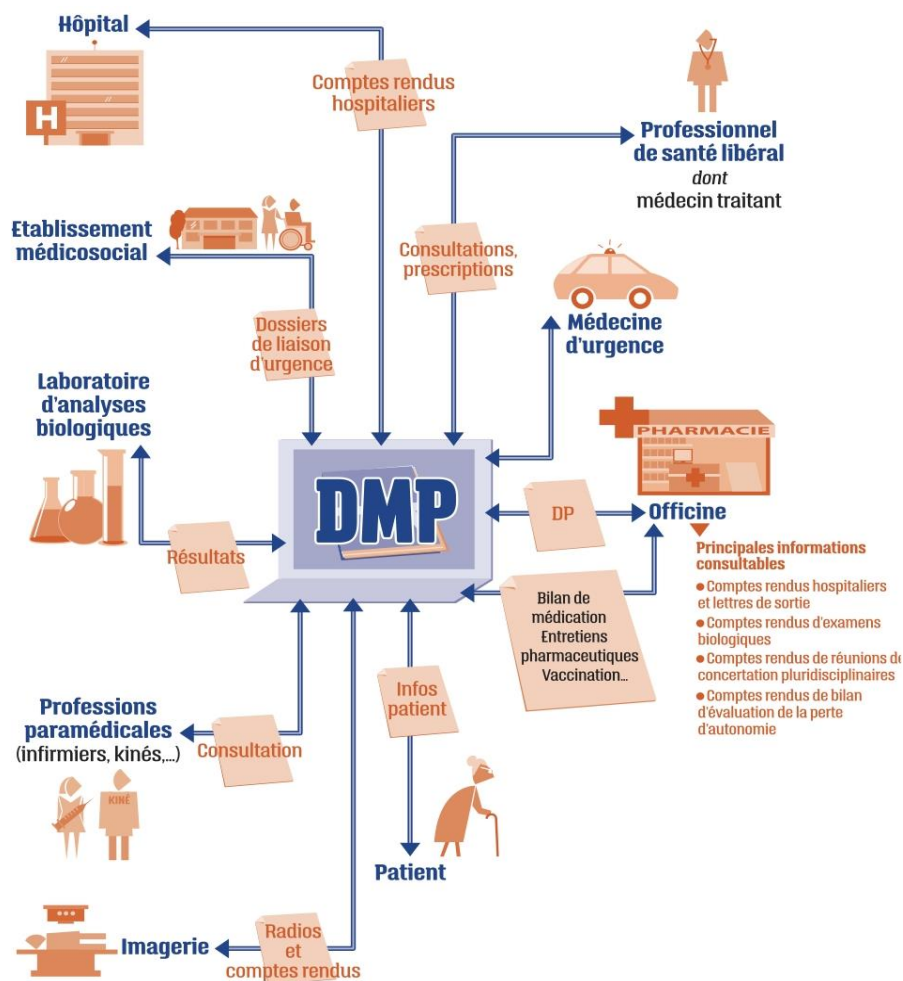 Hôpital
H
Comptes rendus
hospitaliers
Professionnel
de santé libéral
dont
médecin traitant
Etablissement
médicosocial
Consultations,
prescriptions
Dossiers
de liaison
d'urgence
Médecine
d'urgence
Laboratoire
d'analyses
biologiques
PHARMACIE
DMP
DP
Officine
Résultats
Principales informations
consultables
● Comptes rendus hospitaliers
et lettres de sortie
● Comptes rendus d'examens
biologiques
● Comptes rendus de réunions de
concertation pluridisciplinaires
● Comptes rendus de bilan
d'évaluation de la perte
d'autonomie
Bilan de
médication
Entretiens
pharmaceutiques
Vaccination...
Infos
patient
Professions
paramédicales
(infirmiers, kinés,...)
Consultation
KINÉ
Patient
Imagerie
Radios
et
comptes rendus